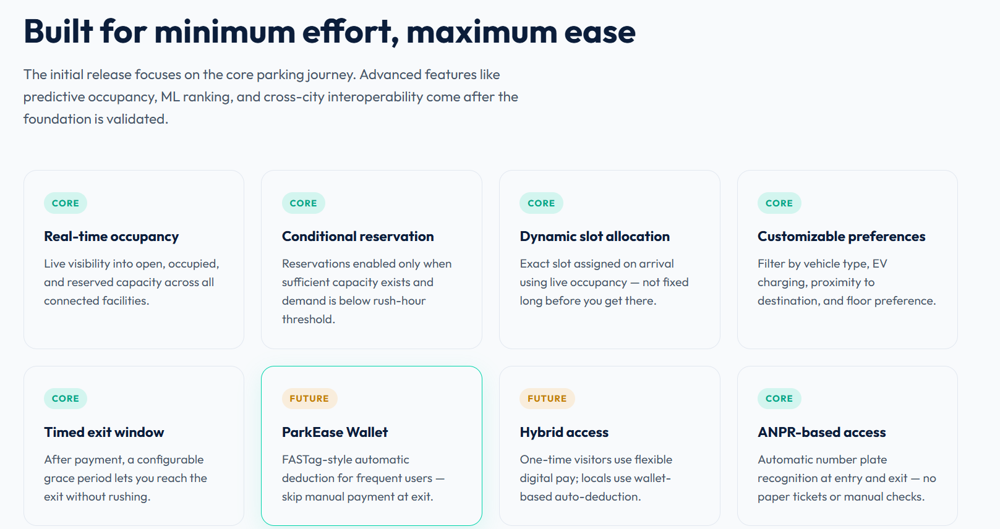 Built for minimum effort, maximum ease
The initial release focuses on the core parking journey. Advanced features like
predictive occupancy, ML ranking, and cross-city interoperability come after the
foundation is validated.
CORE
Real-time occupancy
Live visibility into open, occupied,
and reserved capacity across all
connected facilities.
CORE
Conditional reservation
Reservations enabled only when
sufficient capacity exists and
demand is below rush-hour
threshold.
CORE
Dynamic slot allocation
Exact slot assigned on arrival
using live occupancy — not fixed
long before you get there.
CORE
Customizable preferences
Filter by vehicle type, EV
charging, proximity to
destination, and floor preference.
CORE
Timed exit window
After payment, a configurable
grace period lets you reach the
exit without rushing.
FUTURE
ParkEase Wallet
FASTag-style automatic
deduction for frequent users —
skip manual payment at exit.
FUTURE
Hybrid access
One-time visitors use flexible
digital pay; locals use wallet-
based auto-deduction.
CORE
ANPR-based access
Automatic number plate
recognition at entry and exit — no
paper tickets or manual checks.